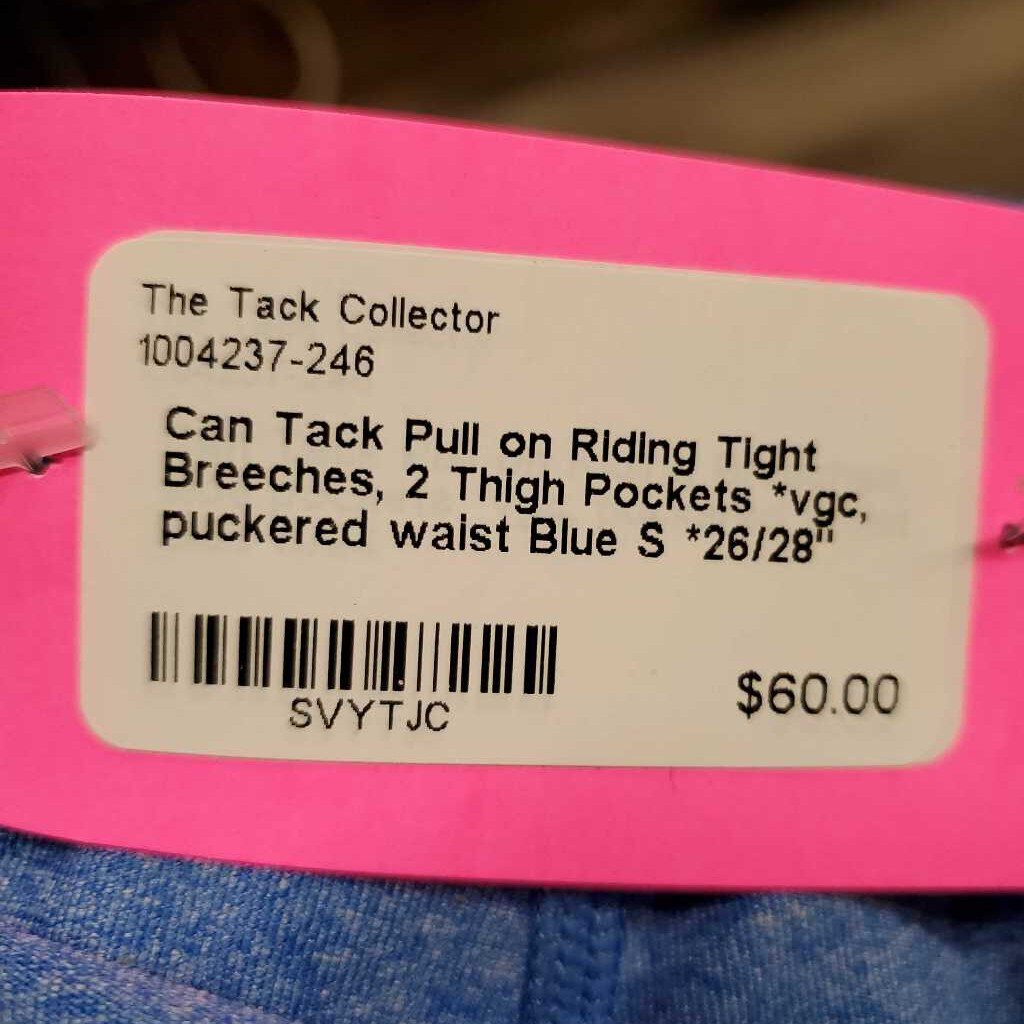 The Tack Collector
1004237-246
Can Tack Pull on Riding Tight
Breeches, 2 Thigh Pockets *vgc,
puckered waist Blue S *26/28"
SVYTJC
$60.00